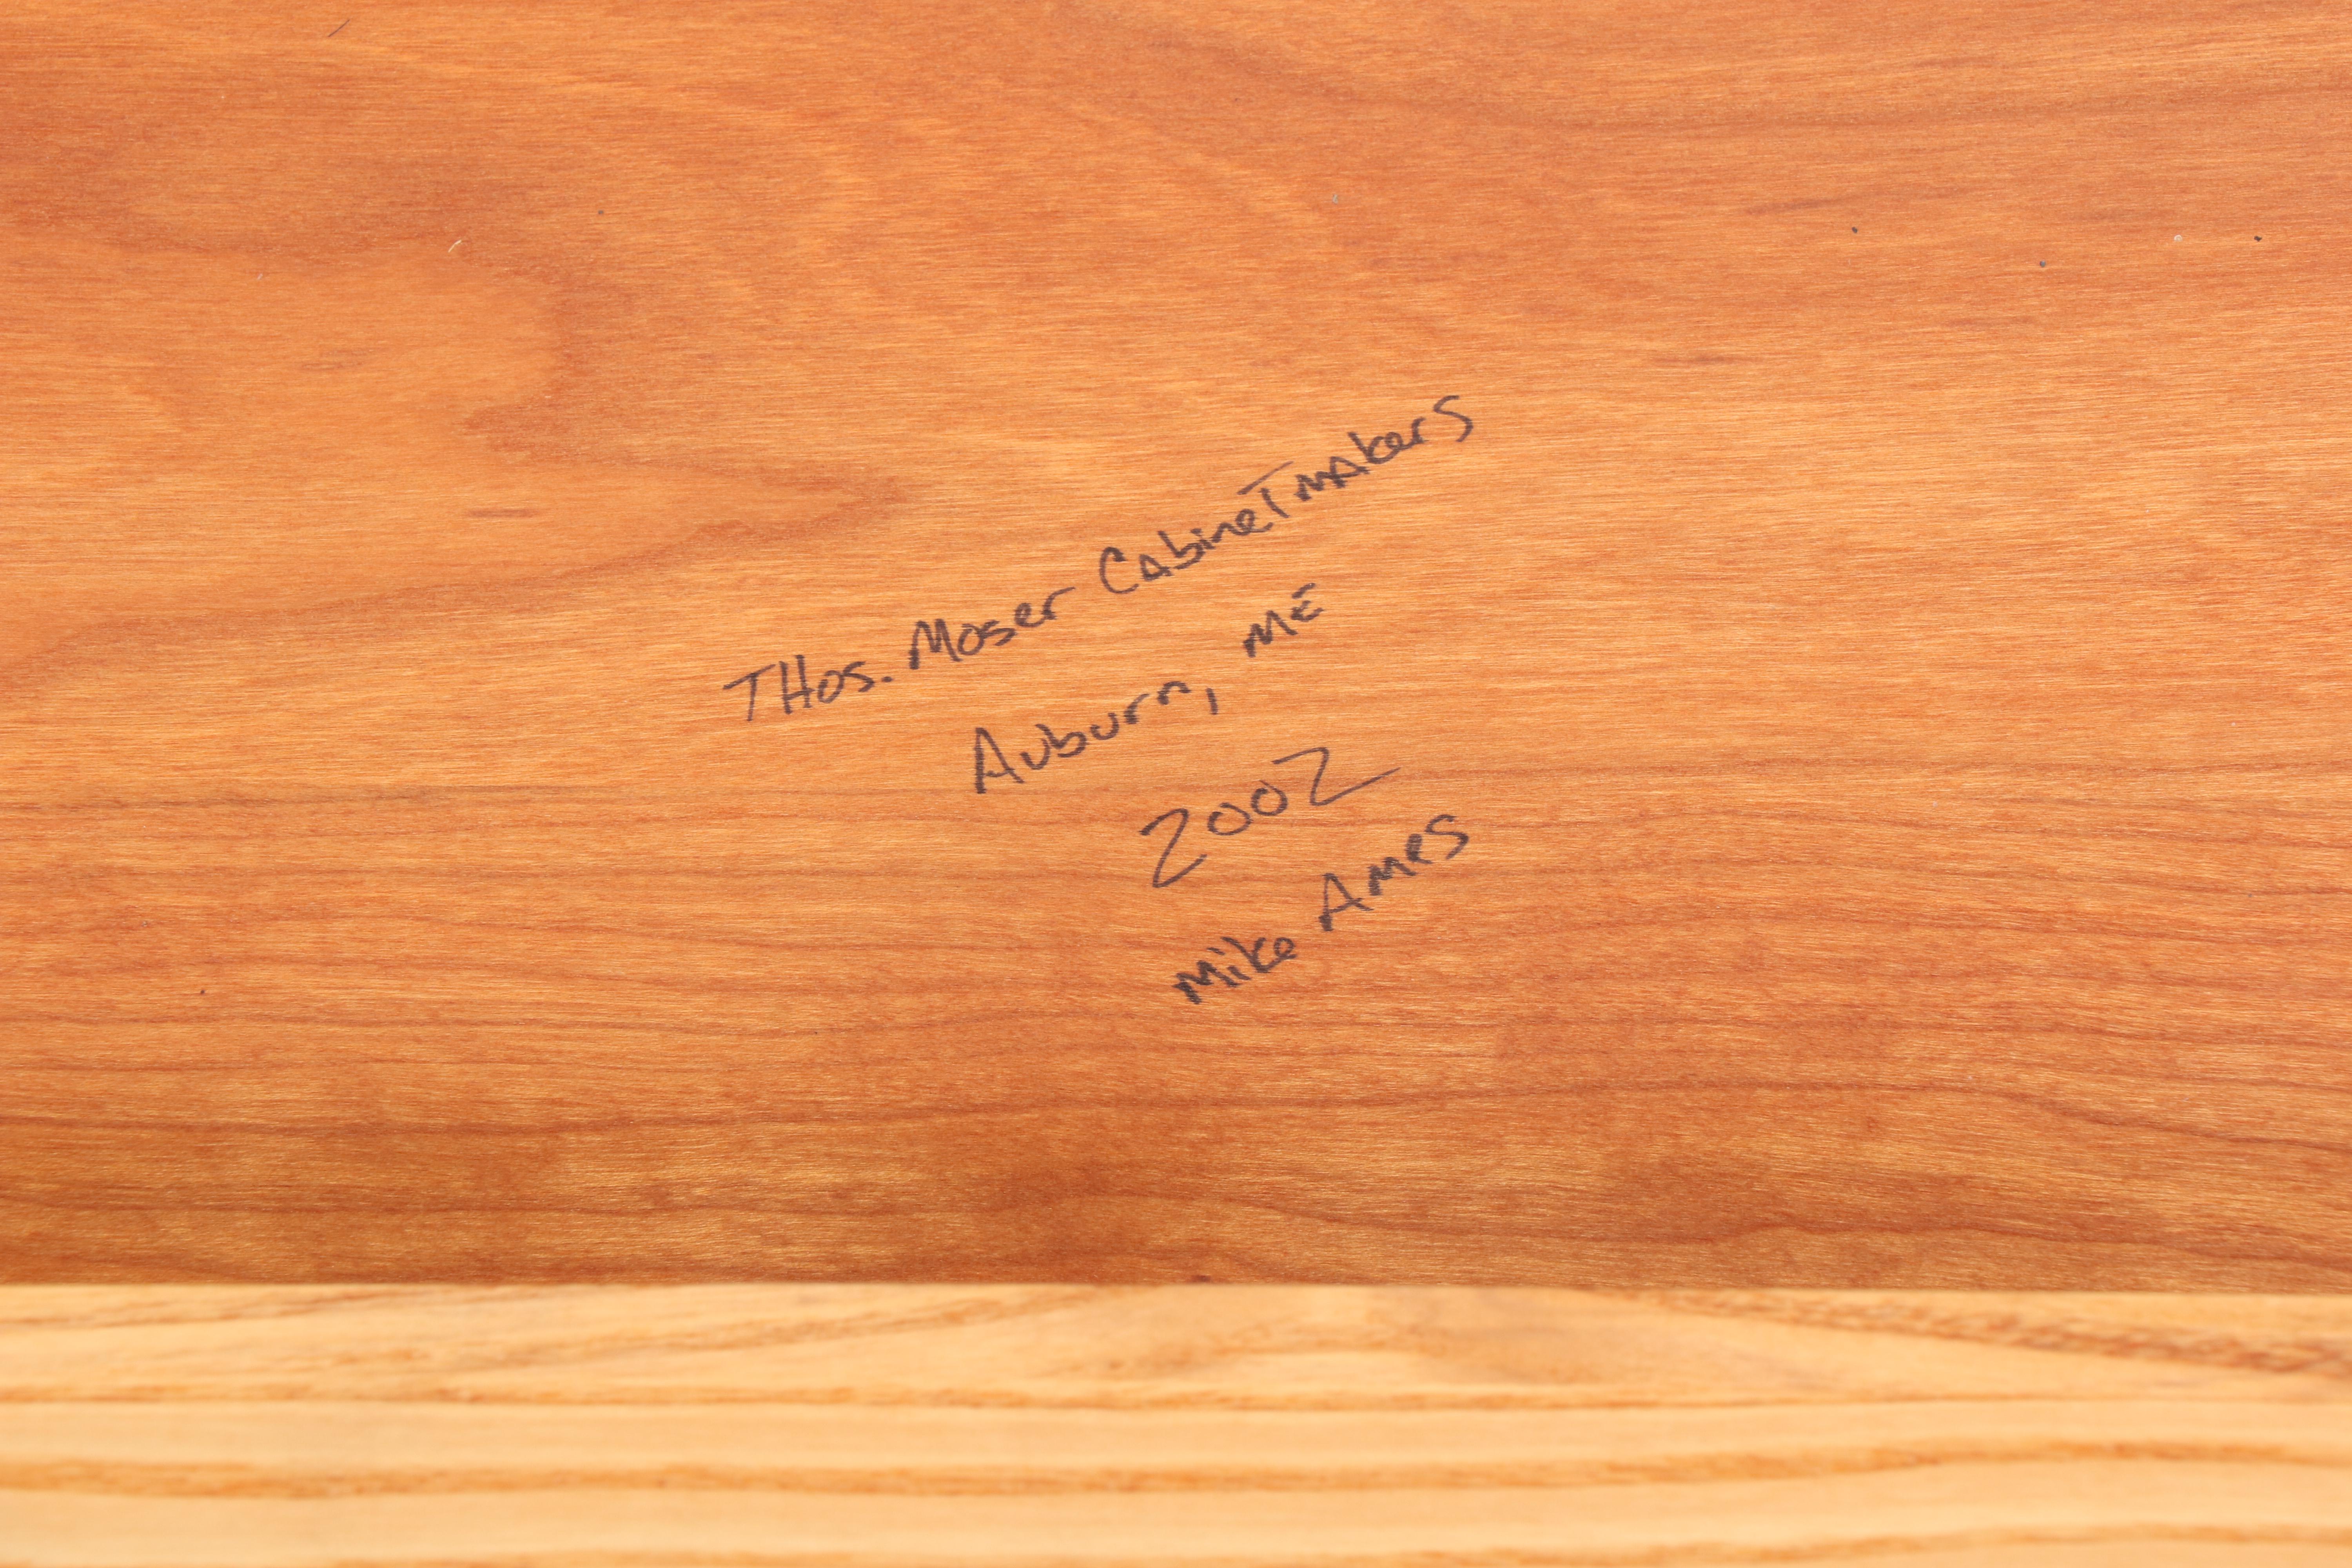 THos. Moser CabineTmakers
Auburn, ME
2002
Mike Ames